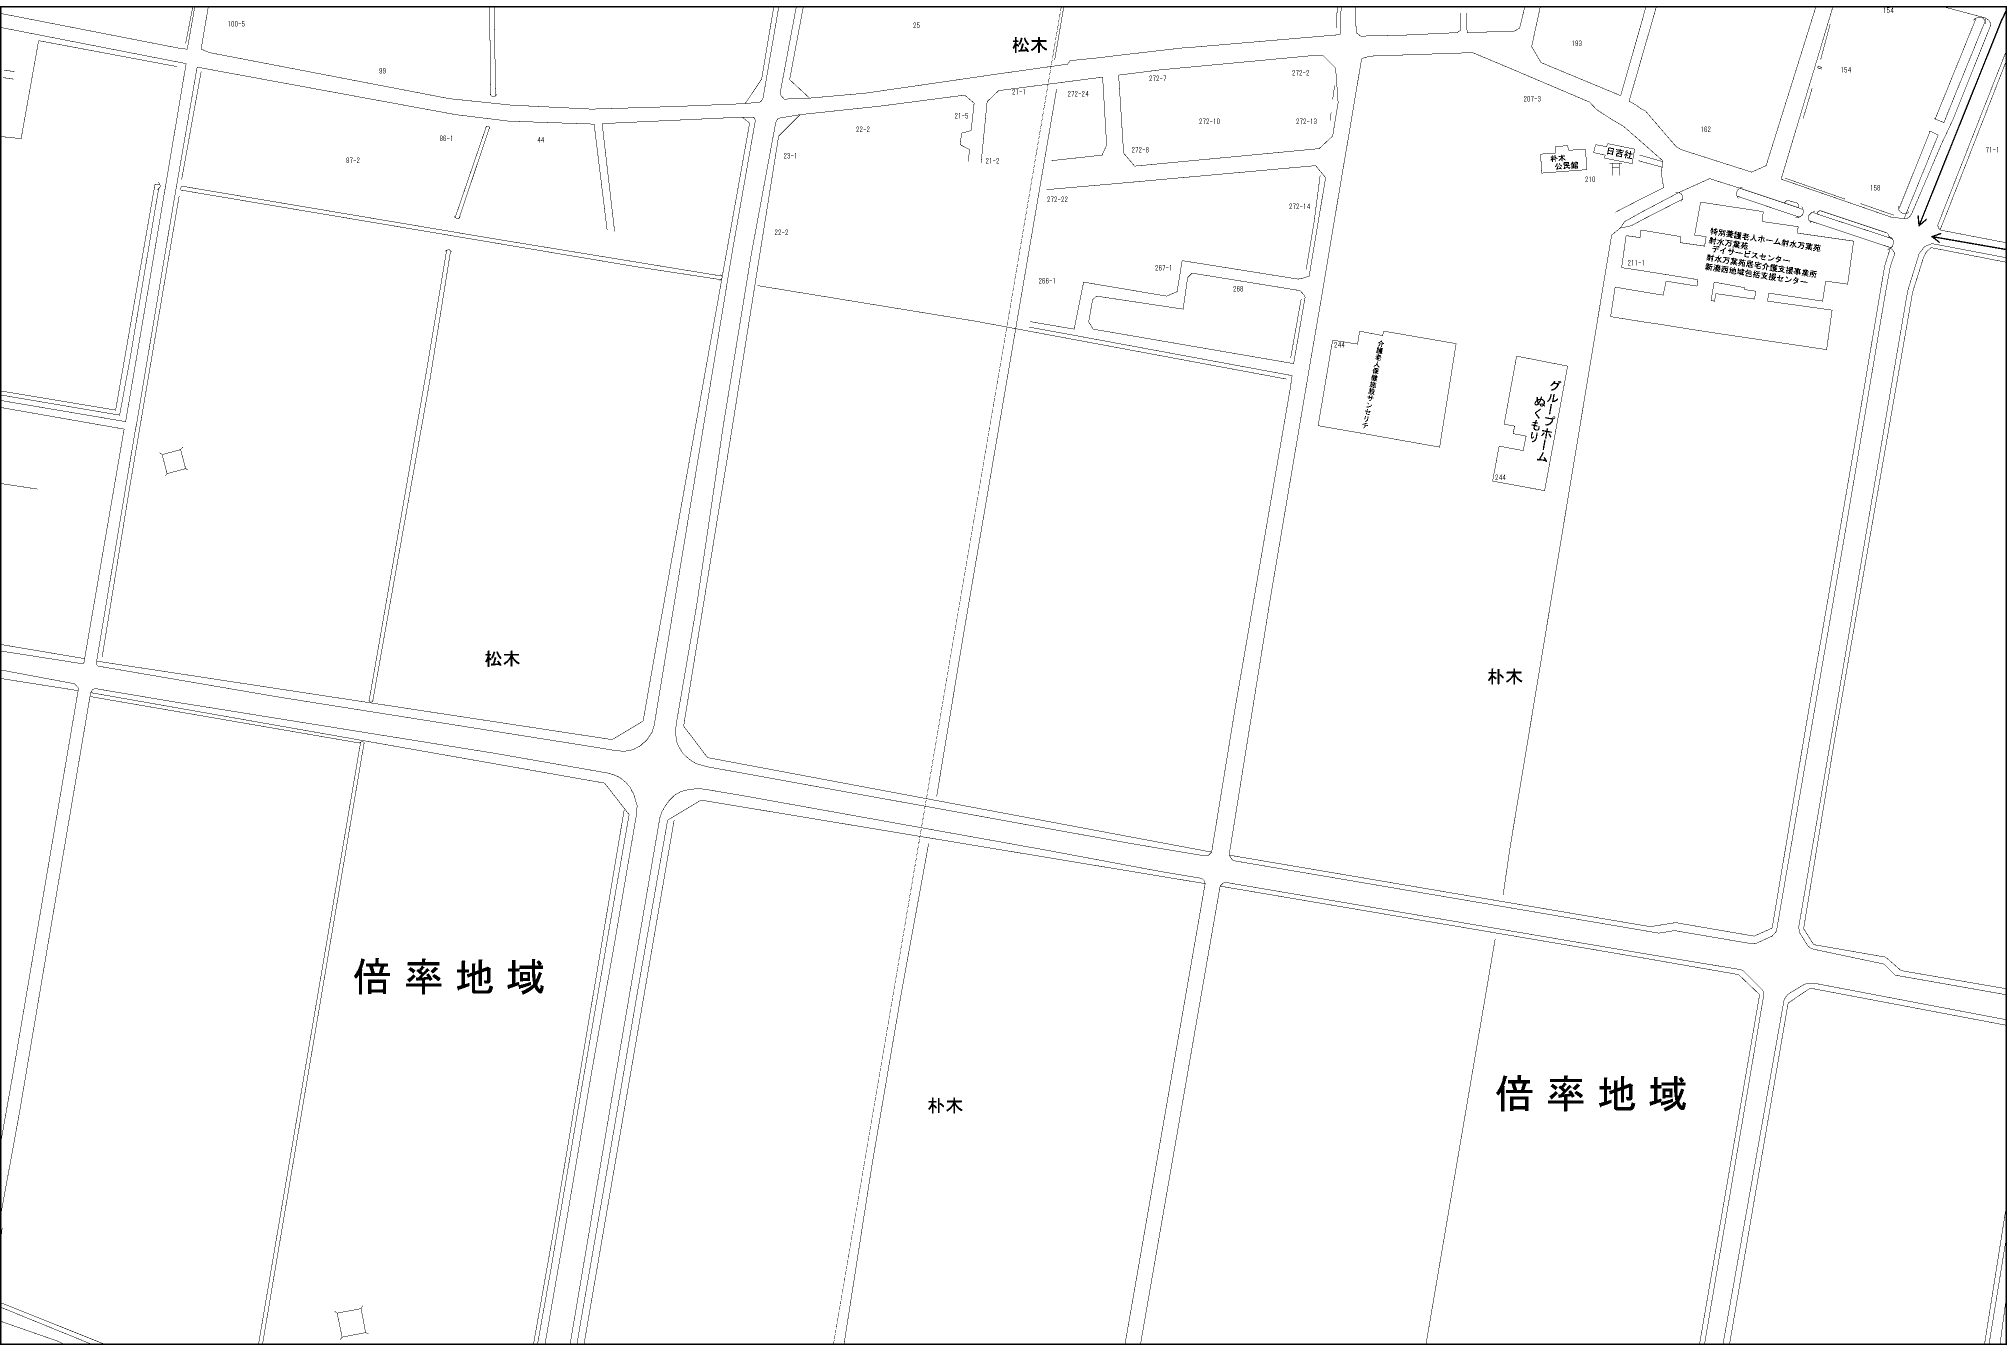 154
100-5
25
松木
193
99
154
272-2
272-7
21-1
272-24
207-3
21-5
272-10
272-13
22-2
162
86-1
44
272-8
71-1
23-1
21-2
87-2
朴木
公民館
日吉社
210
158
272-22
272-14
22-2
特別養護老人ホーム射水万葉苑
射水万葉苑
デイサービスセンター
射水万葉苑居宅介護支援事業所
新湊西地域包括支援センター
211-1
267-1
266-1
268
244
介護老人保健施設サンセリテ
グループホーム
ぬくもり
244
松木
朴木
倍率地域
倍率地域
朴木